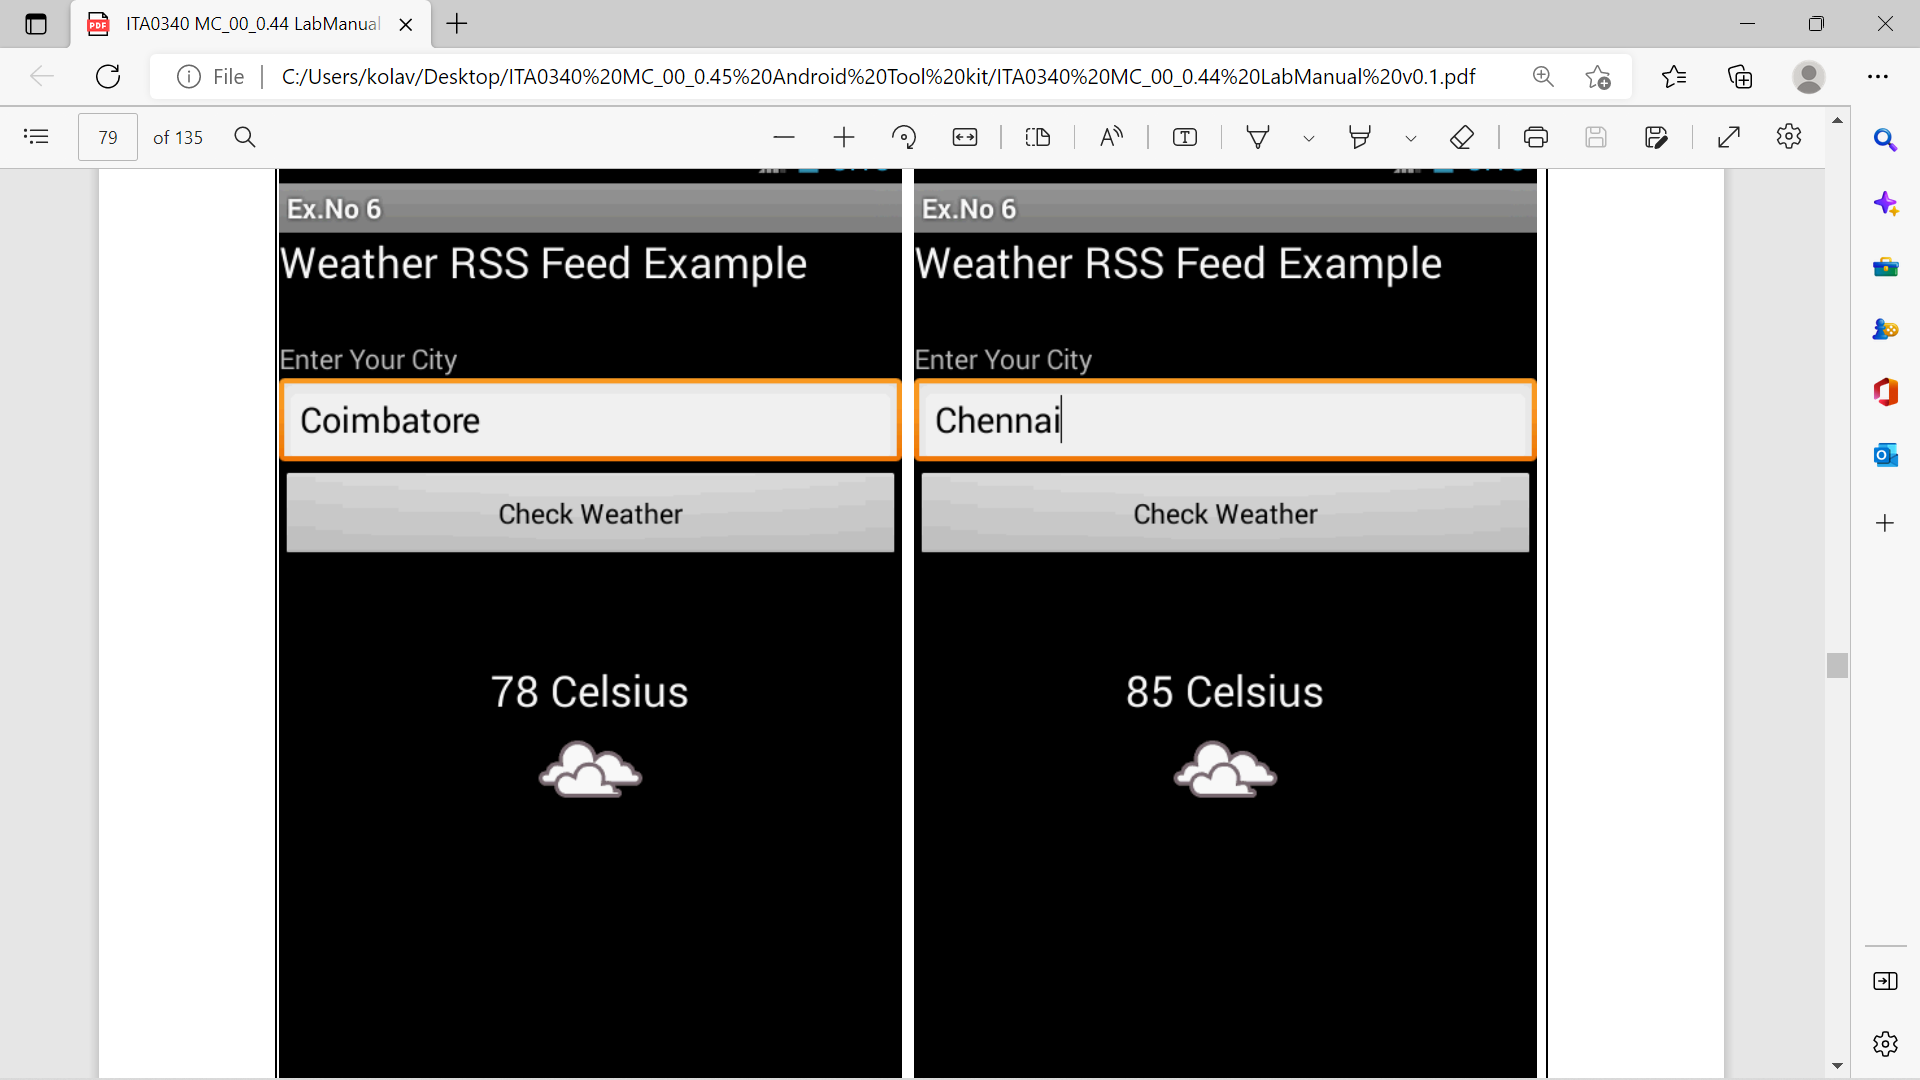 ITA0340 MC_00_0.44 LabManual
File
C:/Users/kolav/Desktop/ITA0340%20MC_00_0.45%20Android%20Tool%20kit/ITA0340%20MC_00_0.44%20LabManual%20v0.1.pdf
79 of 135
Ex.No 6
Weather RSS Feed Example
Enter Your City
Coimbatore
Check Weather
78 Celsius
Ex.No 6
Weather RSS Feed Example
Enter Your City
Chennai
Check Weather
85 Celsius